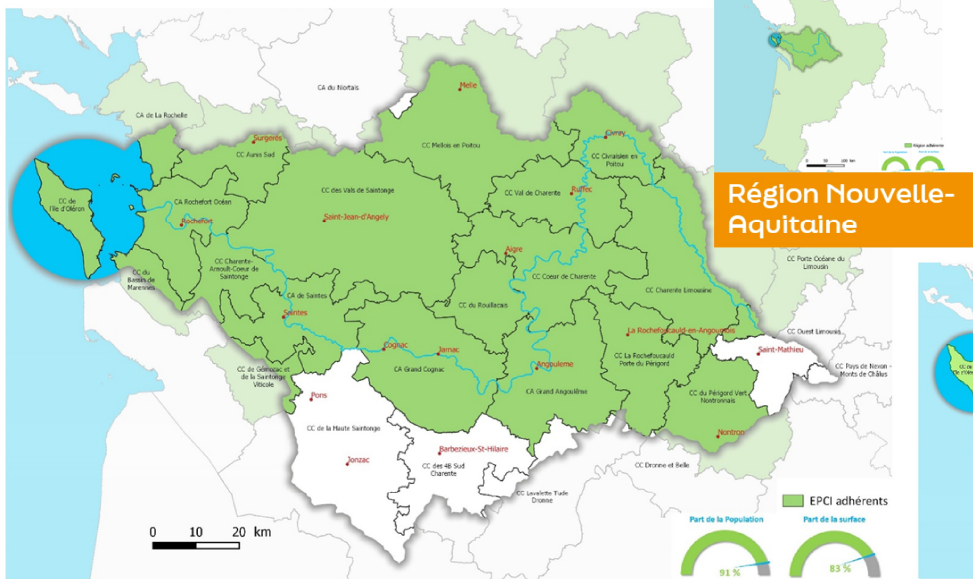 CA du Niortais
CA de La Rochelle
Melle
Surgères
CC Aunis Sud
CC Mellois en Poitou
Civray
CC Civraisien en
Poitou
CC de
l'Ile d'Oléron
CA Rochefort Océan
Rochefort
CC des Vals de Saintonge
Saint-Jean-d'Angely
CC Val de Charente
Ruffec
Région Nouvelle-
Aquitaine
Région adhérente
0 50 100 km
CC du
Bassin de
Marennes
CC Charente-
Arnoult-Coeur de
Saintonge
Aigre
CC Coeur de Charente
CC Porte Océane du
Limousin
CA de Saintes
Saintes
CC du Rouillacais
CC Charente Limousine
La Rochefoucauld-en-Angoumois
CC Ouest Limousin
Cognac
Jarnac
Saint-Mathieu
CC de Gémozac et
de la Saintonge
Viticole
CA Grand Cognac
Angouleme
CA Grand Angoulême
CC La Rochefoucauld
Porte du Périgord
CC Pays de Nexon -
Monts de Châlus
CC du Périgord Vert
Nontronnais
Pons
CC de la Haute Saintonge
Nontron
Jonzac
Barbezieux-St-Hilaire
CC des 4B Sud
Charente
CC Dronne et Belle
CC Lavalette Tude
Dronne
EPCI adhérents
0 10 20 km
Part de la Population
Part de la surface
91 %
83 %